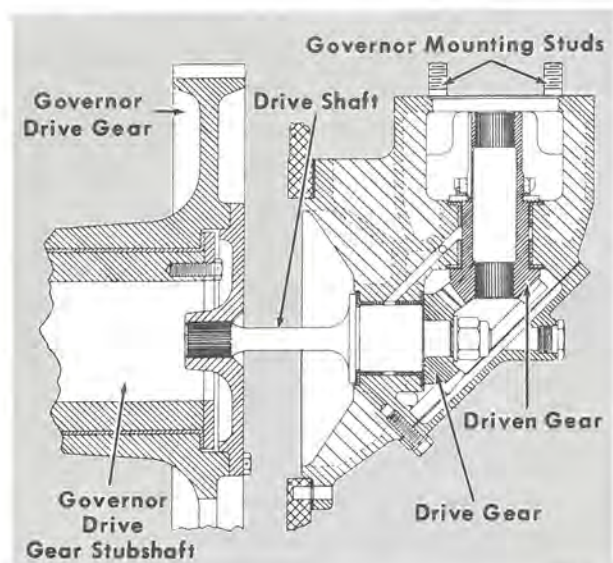 Governor Mounting Studs
Governor
Drive Gear
Drive Shaft
Driven Gear
Drive Gear
Governor
Drive
Gear Stubshaft